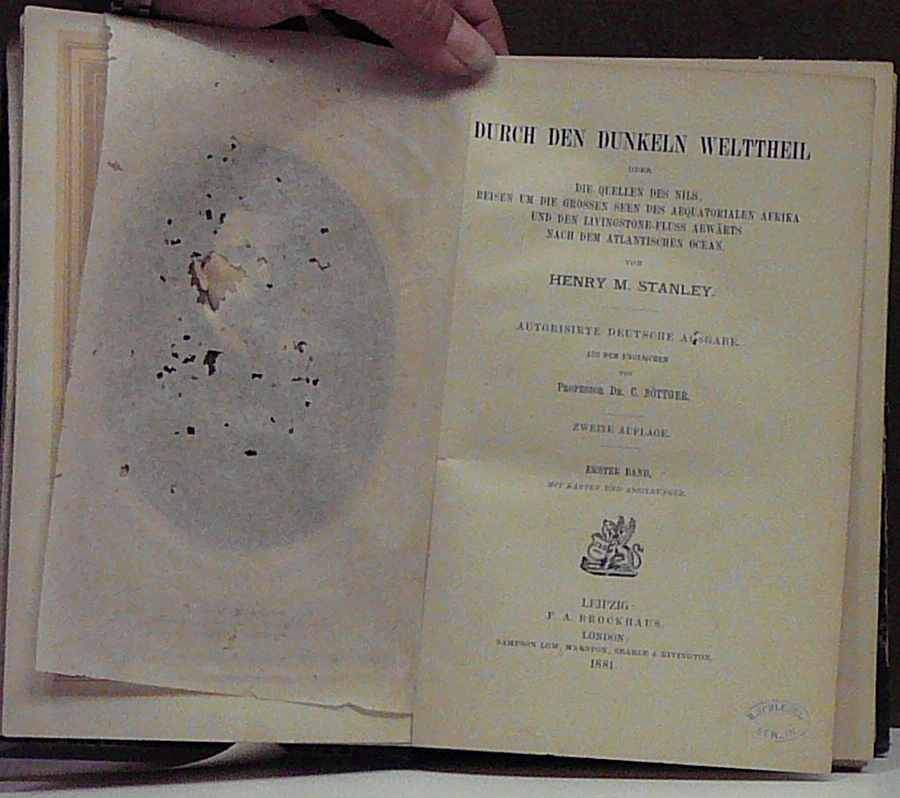 DURCH DEN DUNKELN WELTTHEIL
ODER
DIE QUELLEN DES NILS,
REISEN UM DIE GROSSEN SEEN DES AEQUATORIALEN AFRIKA
UND DEN LIVINGSTONE-FLUSS ABWÄRTS
NACH DEM ATLANTISCHEN OCEAN.
VON
HENRY M. STANLEY.
AUTORISIRTE DEUTSCHE AUSGABE.
AUS DEM ENGLISCHEN
VON
PROFESSOR DR. C. BÖTTGER.
ZWEITE AUFLAGE.
ERSTER BAND.
MIT KARTEN UND ABBILDUNGEN.
LEIPZIG:
F. A. BROCKHAUS.
LONDON:
SAMPSON LOW, MARSTON, SEARLE & RIVINGTON.
1881.